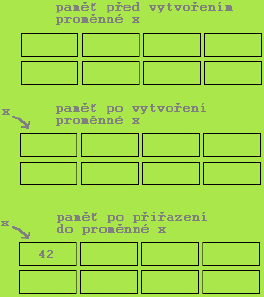 paměť před vytvořením
proměnné x
paměť po vytvoření
proměnné x
x
paměť po přiřazení
do proměnné x
x
42